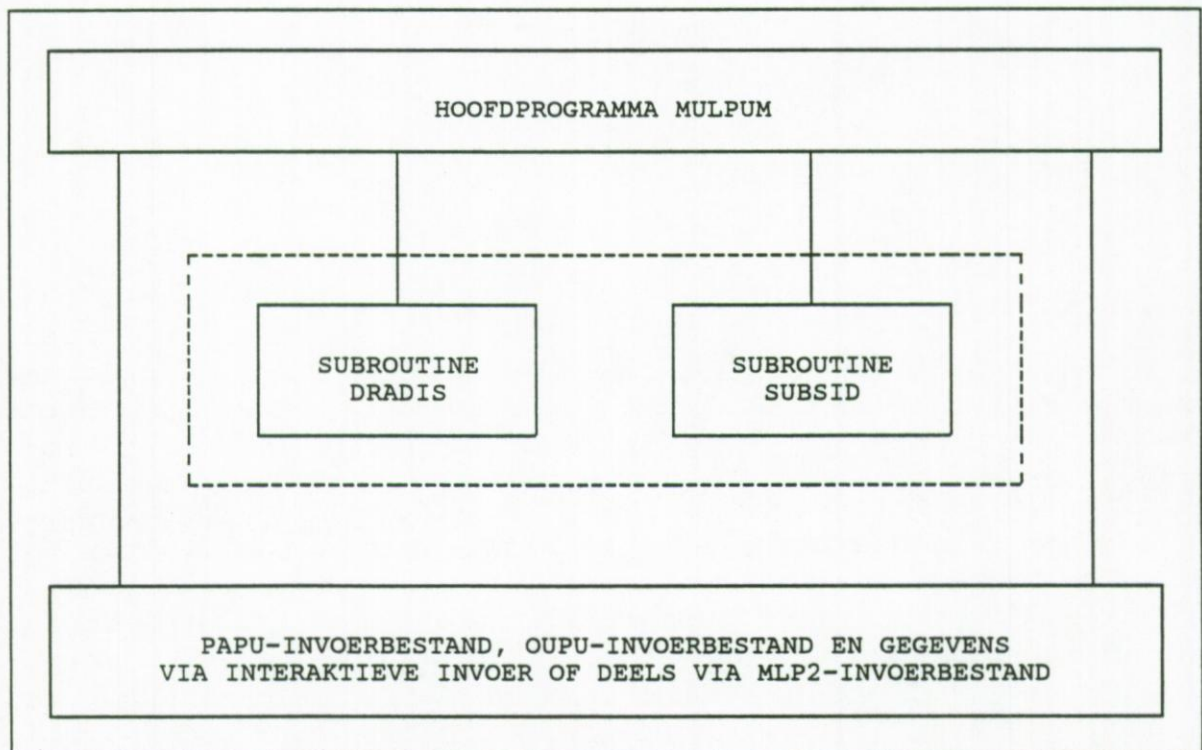 HOOFDPROGRAMMA MULPUM
SUBROUTINE
DRADIS
SUBROUTINE
SUBSID
PAPU-INVOERBESTAND, OUPU-INVOERBESTAND EN GEGEVENS
VIA INTERAKTIEVE INVOER OF DEELS VIA MLP2-INVOERBESTAND